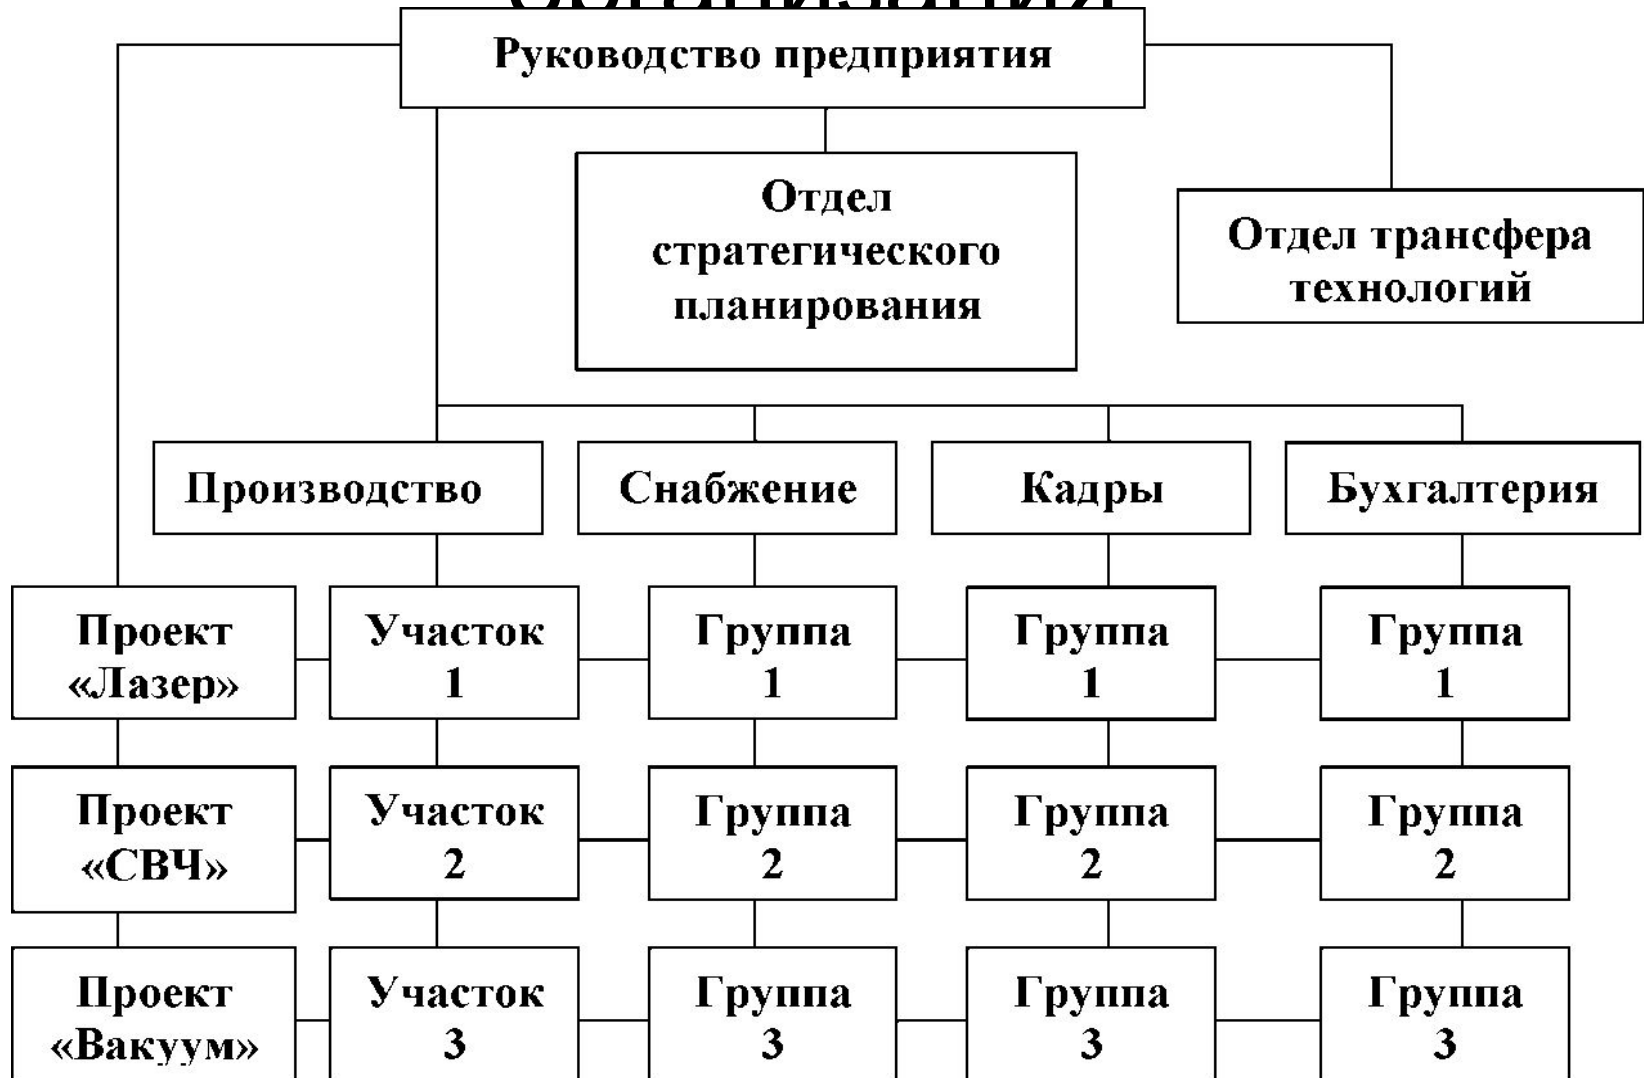 Руководство предприятия
Отдел
стратегического
планирования
Отдел трансфера
технологий
Производство
Снабжение
Кадры
Бухгалтерия
Проект
«Лазер»
Участок
1
Группа
1
Группа
1
Группа
1
Проект
«СВЧ»
Участок
2
Группа
2
Группа
2
Группа
2
Проект
«Вакуум»
Участок
3
Группа
3
Группа
3
Группа
3